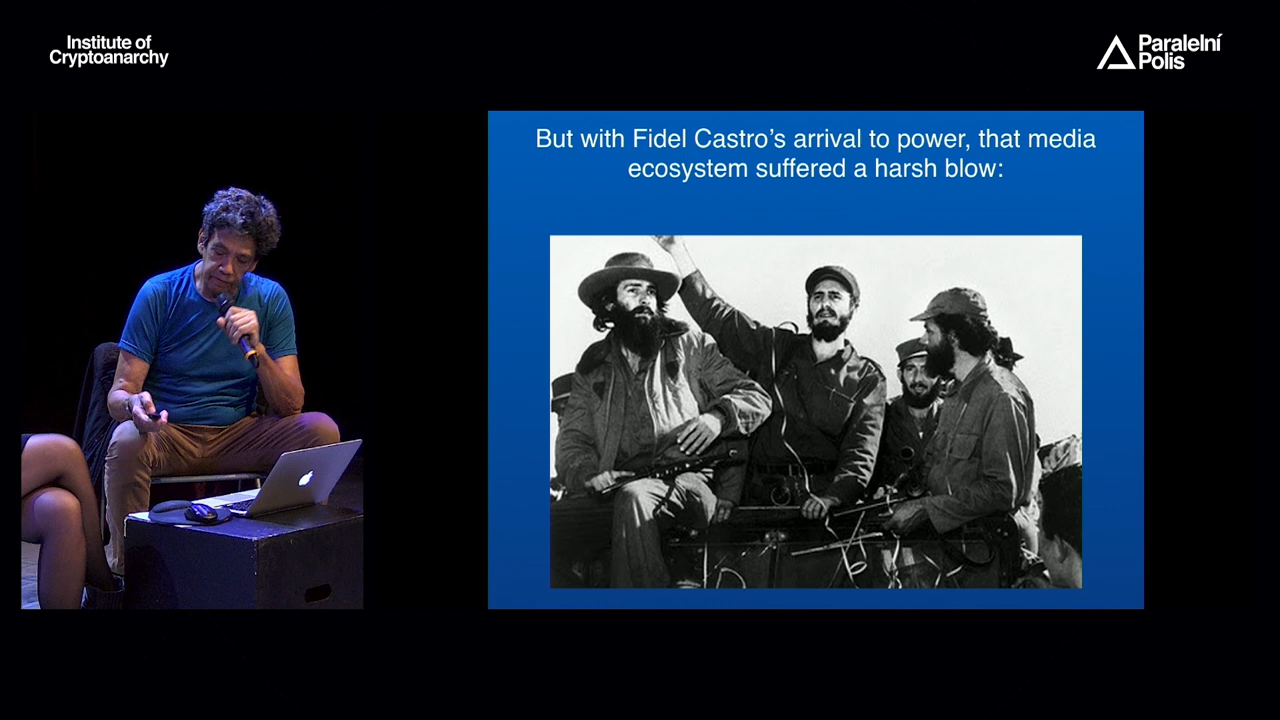 Institute of
Cryptoanarchy
Paralelní
Polis
But with Fidel Castro’s arrival to power, that media
ecosystem suffered a harsh blow: